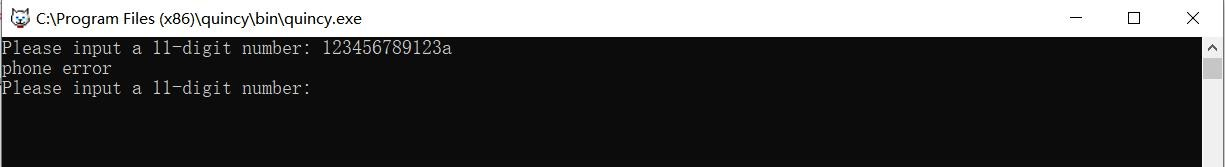 C:\Program Files (x86)\quincy\bin\quincy.exe
Please input a 11-digit number: 123456789123a
phone error
Please input a 11-digit number: